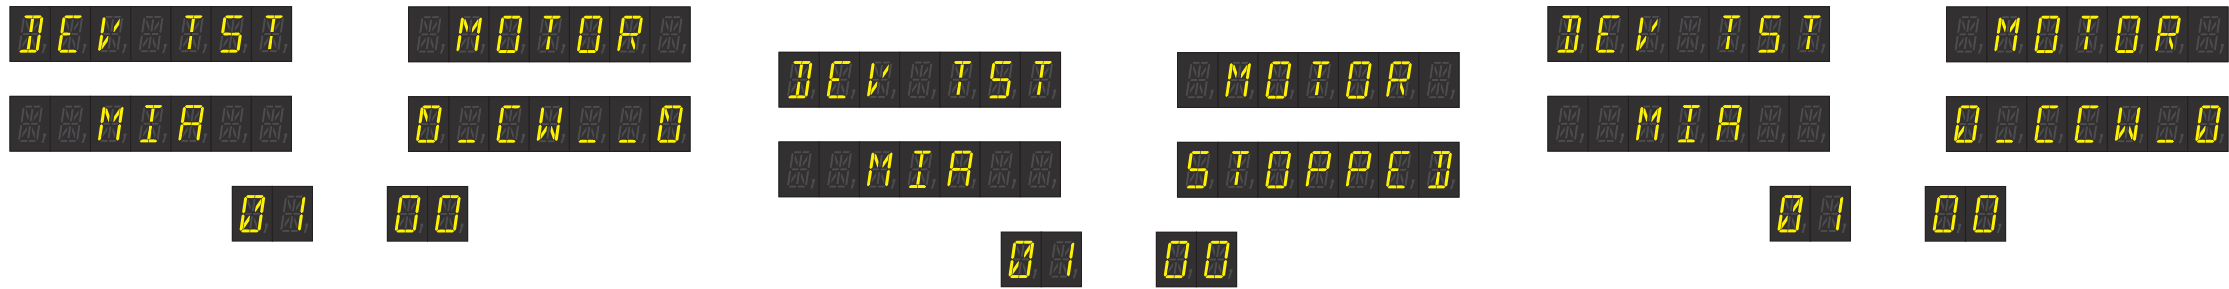 DEV TST MOTOR
MIA 0_CW__0
01 00
DEV TST MOTOR
MIA STOPPED
01 00
DEV TST MOTOR
MIA 0_CCW_0
01 00